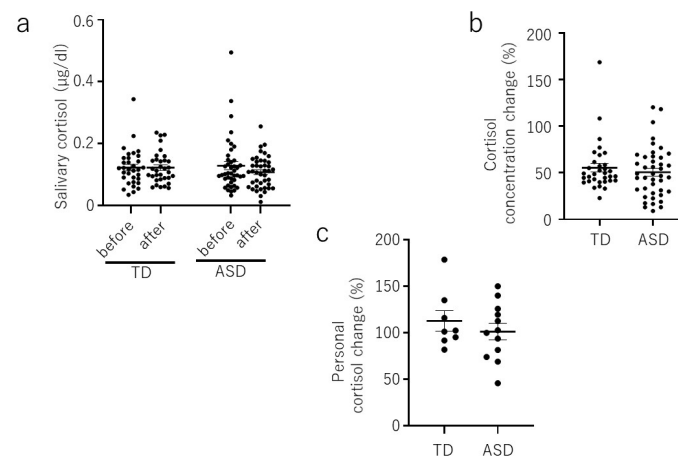 a
Salivary cortisol (μg/dl)
0.6
0.4
0.2
0
before
after
before
after
TD
ASD
b
Cortisol
concentration change (%)
200
150
100
50
0
TD
ASD
c
Personal
cortisol change (%)
200
150
100
50
0
TD
ASD